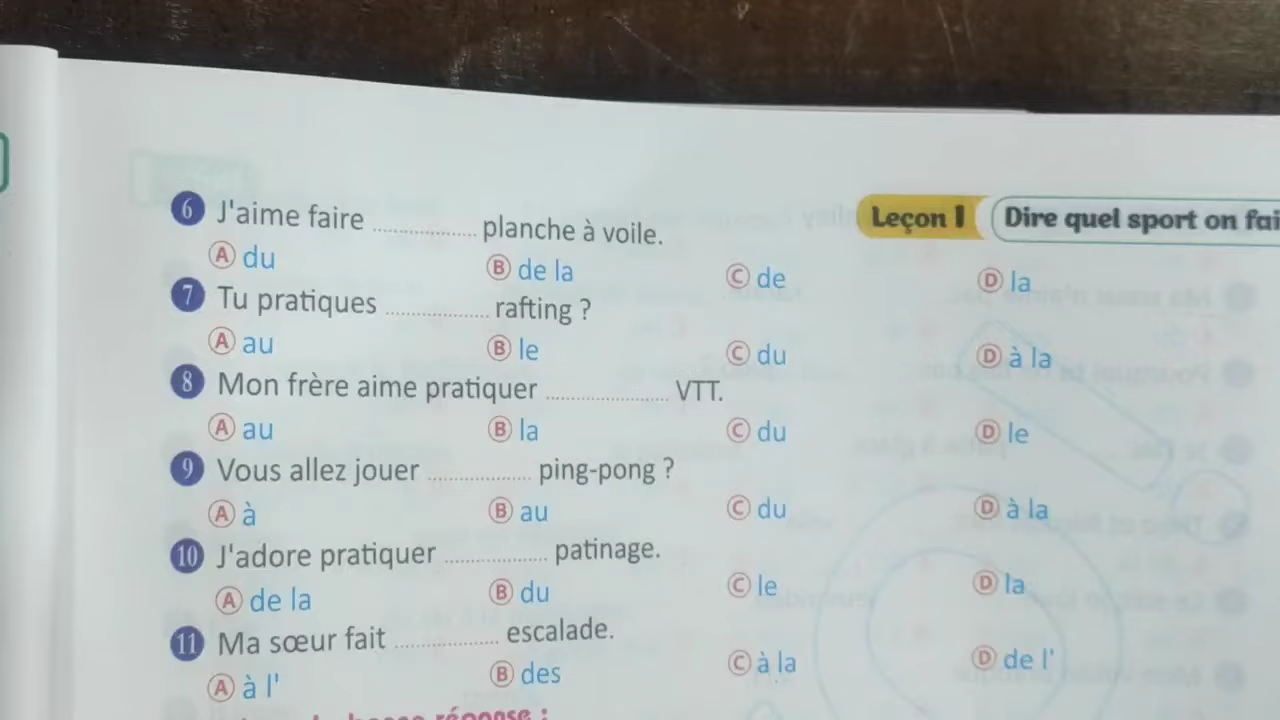 Leçon 1 Dire quel sport on fai
6 J'aime faire ............ planche à voile.
A du B de la C de D la
7 Tu pratiques ............ rafting ?
A au B le C du D à la
8 Mon frère aime pratiquer ............ VTT.
A au B la C du D le
9 Vous allez jouer ............ ping-pong ?
A à B au C du D à la
10 J'adore pratiquer ............ patinage.
A de la B du C le D la
11 Ma sœur fait ............ escalade.
A à l' B des C à la D de l'
réponse :